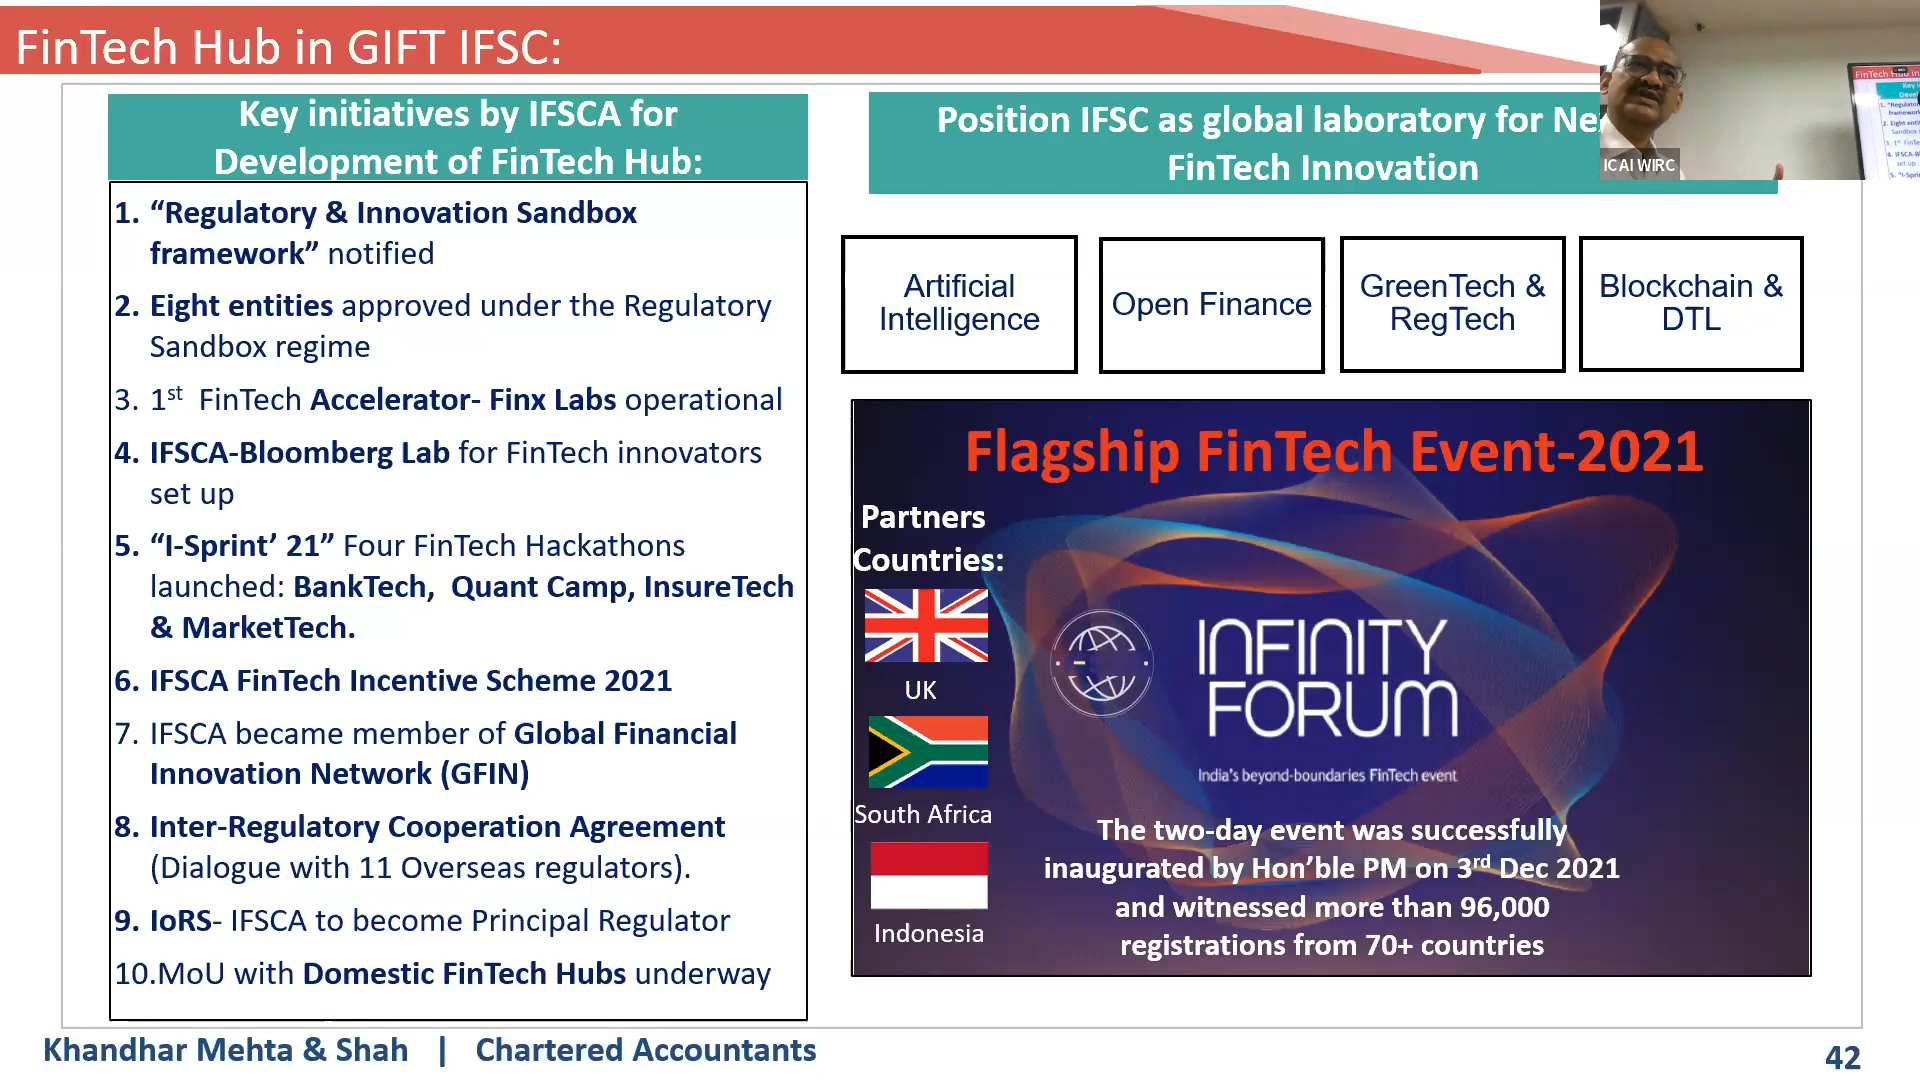 FinTech Hub in GIFT IFSC:
Key initiatives by IFSCA for
Development of FinTech Hub:
1. “Regulatory & Innovation Sandbox
framework” notified
2. Eight entities approved under the Regulatory
Sandbox regime
3. 1st FinTech Accelerator- Finx Labs operational
4. IFSCA-Bloomberg Lab for FinTech innovators
set up
5. “I-Sprint’ 21” Four FinTech Hackathons
launched: BankTech, Quant Camp, InsureTech
& MarketTech.
6. IFSCA FinTech Incentive Scheme 2021
7. IFSCA became member of Global Financial
Innovation Network (GFIN)
8. Inter-Regulatory Cooperation Agreement
(Dialogue with 11 Overseas regulators).
9. IoRS- IFSCA to become Principal Regulator
10.MoU with Domestic FinTech Hubs underway
Position IFSC as global laboratory for
FinTech Innovation
Artificial
Intelligence
Open Finance
GreenTech &
RegTech
Blockchain &
DTL
Flagship FinTech Event-2021
Partners
Countries:
UK
South Africa
Indonesia
INFINITY
FORUM
India's beyond-boundaries FinTech event
The two-day event was successfully
inaugurated by Hon’ble PM on 3rd Dec 2021
and witnessed more than 96,000
registrations from 70+ countries
ICAI WIRC
Khandhar Mehta & Shah | Chartered Accountants
42